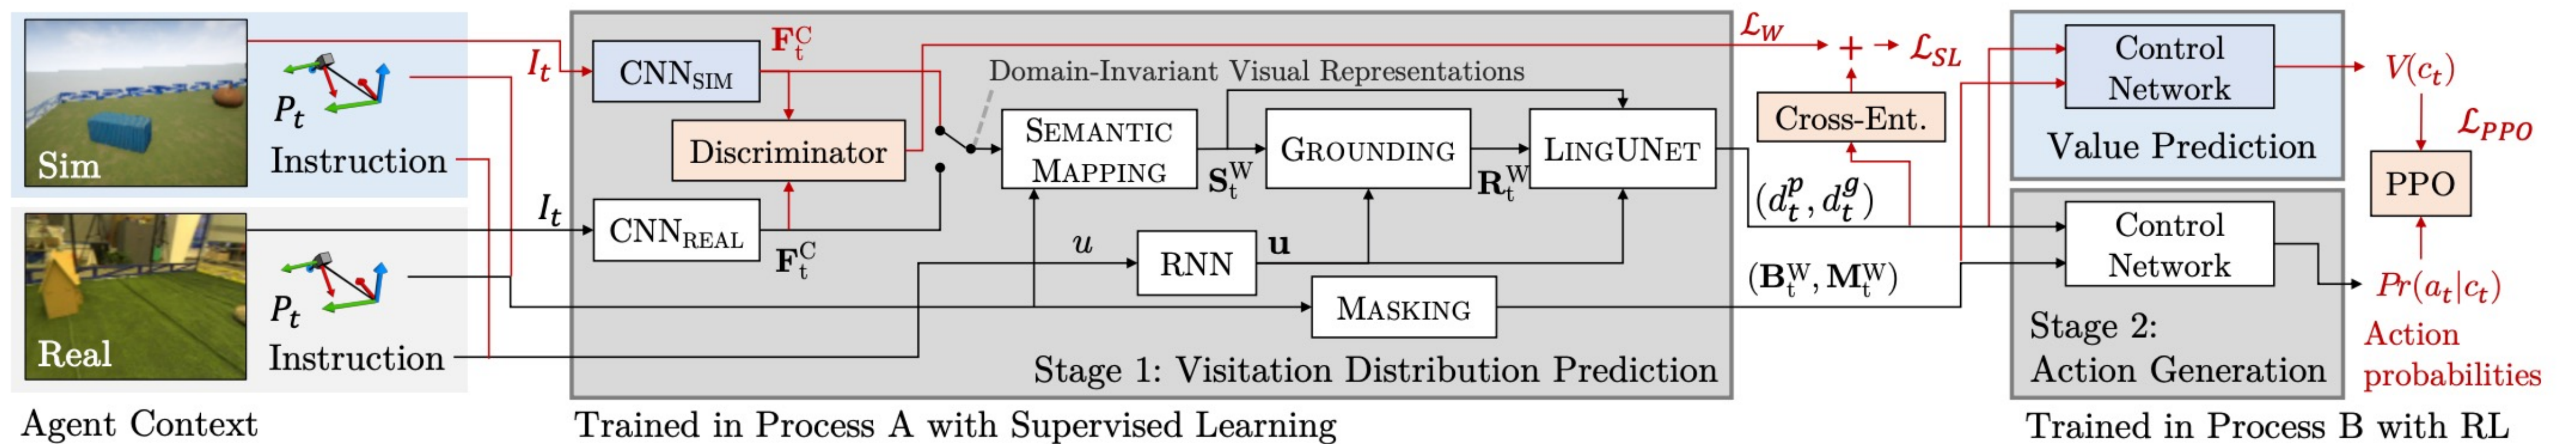 Sim
P_t
Instruction
Real
P_t
Instruction
Agent Context
I_t
CNN_SIM
F_t^C
Discriminator
I_t
CNN_REAL
F_t^C
Domain-Invariant Visual Representations
SEMANTIC
MAPPING
S_t^W
GROUNDING
R_t^W
LINGUNET
u
RNN
u
MASKING
Stage 1: Visitation Distribution Prediction
Trained in Process A with Supervised Learning
ℒ_W
+
ℒ_SL
Cross-Ent.
(d_t^p, d_t^g)
(B_t^W, M_t^W)
Control
Network
Value Prediction
Control
Network
Stage 2:
Action Generation
V(c_t)
ℒ_PPO
PPO
Pr(a_t|c_t)
Action
probabilities
Trained in Process B with RL